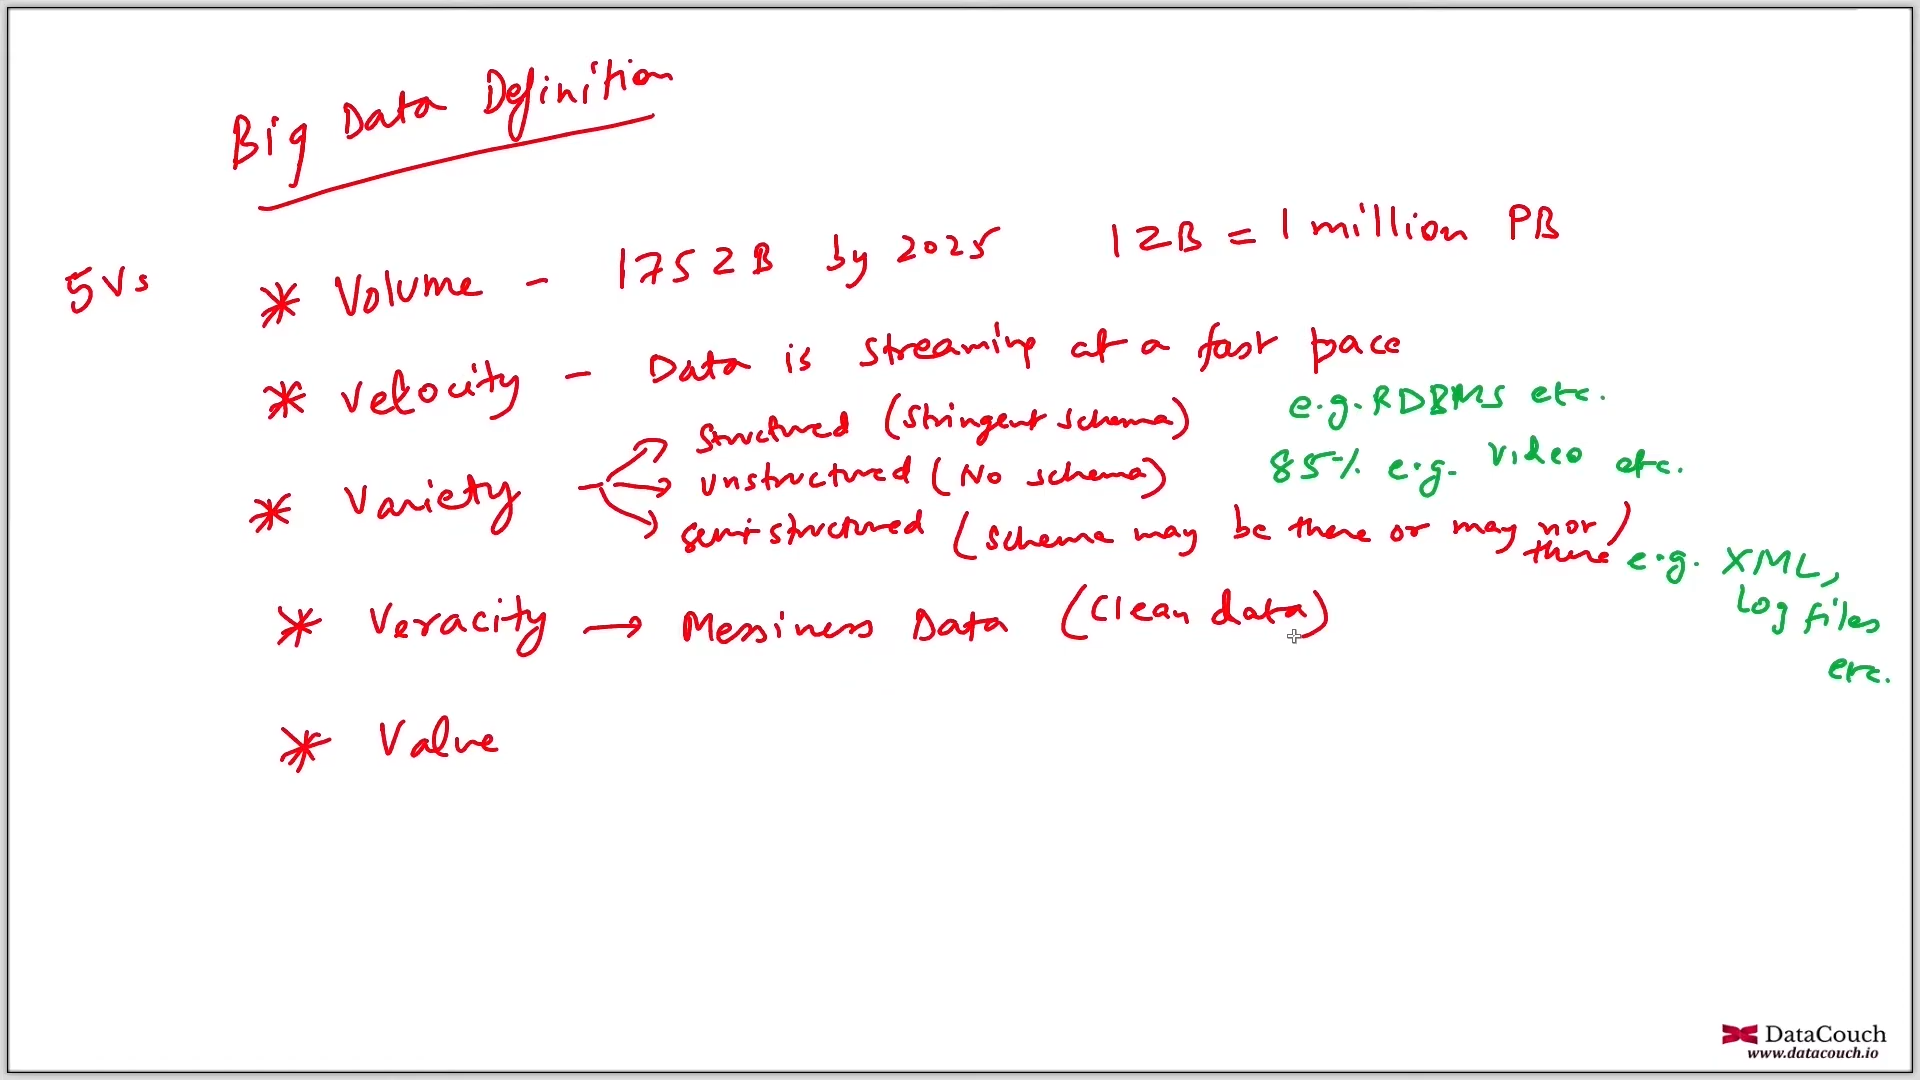 Big Data Definition
5 Vs
* Volume - 175 ZB by 2025 1 ZB = 1 million PB
* Velocity - Data is streaming at a fast pace
* Variety
structured (stringent schema) e.g. RDBMS etc.
unstructured (No schema) 85% e.g. video etc.
semi-structured (schema may be there or may not there) e.g. XML,
Log files
etc.
* Veracity → Messiness Data (Clean data)
* Value
DataCouch
www.datacouch.io